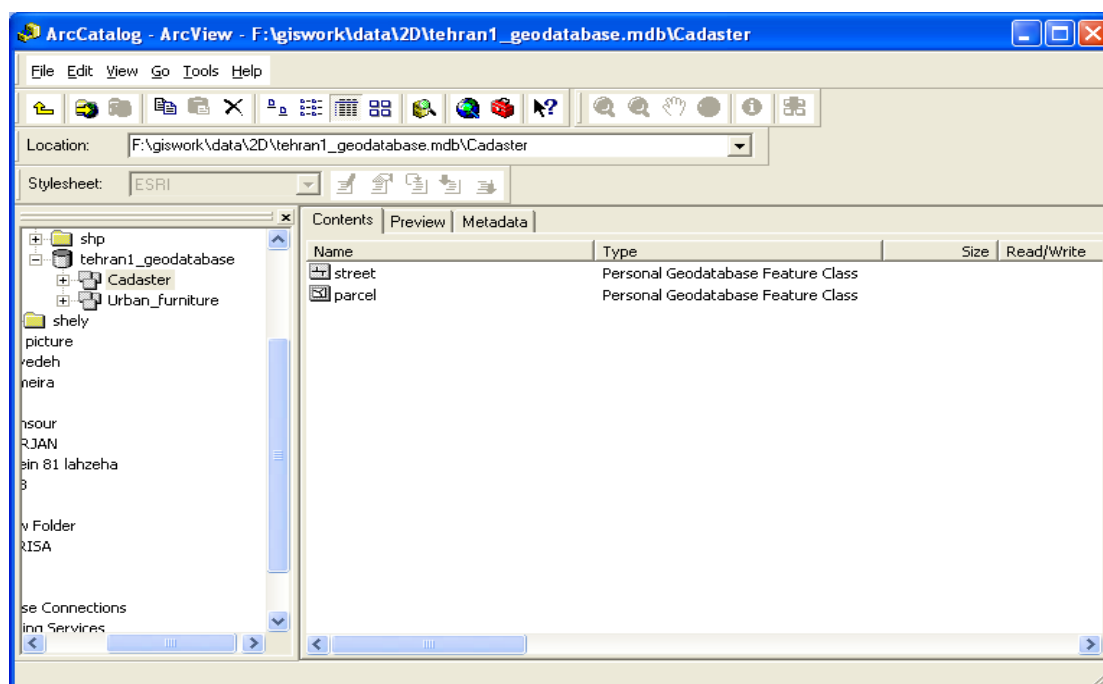 ArcCatalog - ArcView - F:\giswork\data\2D\tehran1_geodatabase.mdb\Cadaster
File Edit View Go Tools Help
Location: F:\giswork\data\2D\tehran1_geodatabase.mdb\Cadaster
Stylesheet: ESRI
shp
tehran1_geodatabase
Cadaster
Urban_furniture
shely
picture
vedeh
meira
nsour
RJAN
ein 81 lahzeha
w Folder
RISA
se Connections
ing Services
Contents Preview Metadata
Name Type Size Read/Write
street Personal Geodatabase Feature Class
parcel Personal Geodatabase Feature Class